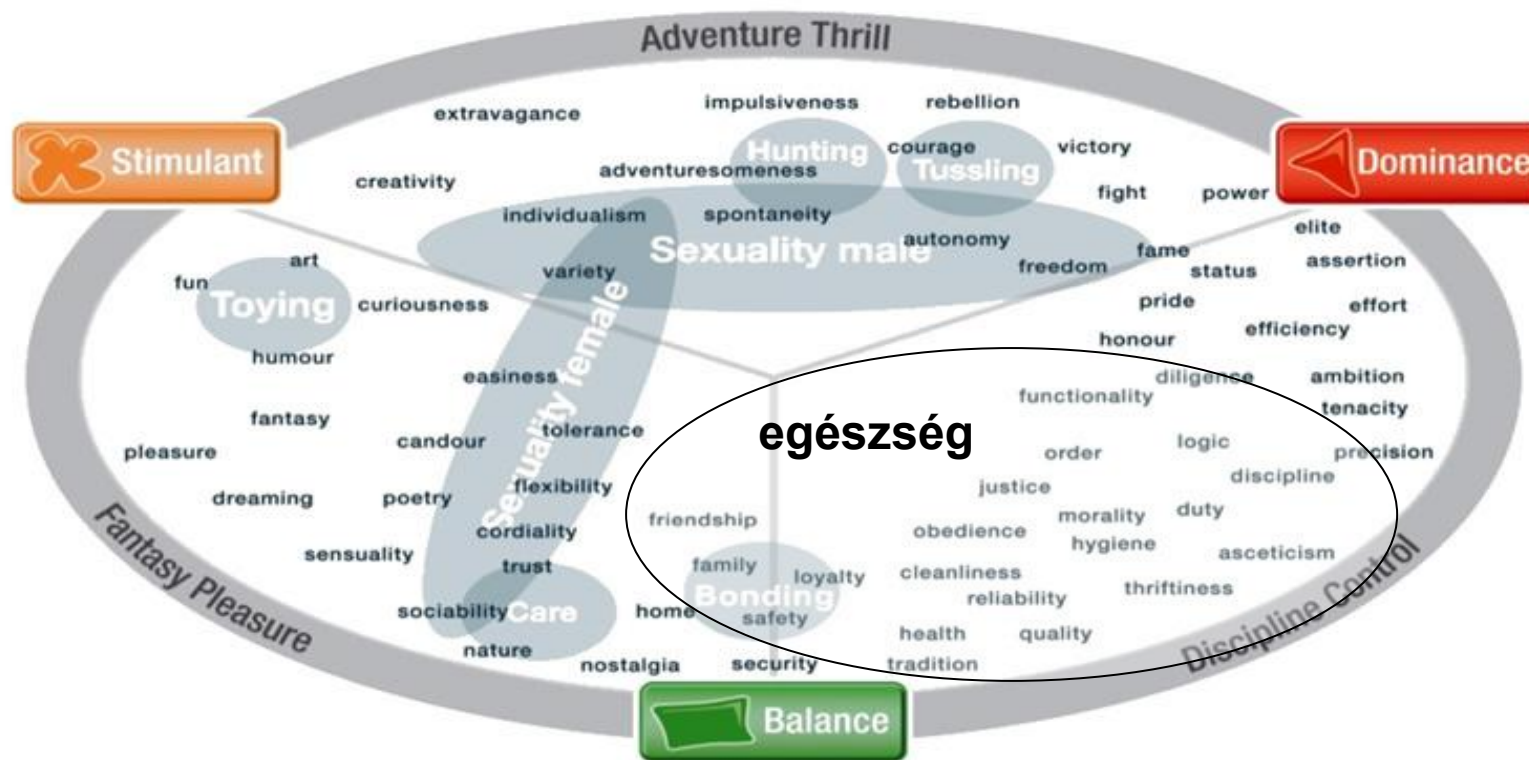 Adventure Thrill
extravagance
impulsiveness
rebellion
Stimulant
Hunting
courage
victory
Dominance
creativity
adventuresomeness
Tussling
fight
power
individualism
spontaneity
elite
Sexuality male
autonomy
fame
assertion
art
variety
freedom
status
fun
Toying
curiousness
pride
effort
honour
efficiency
humour
easiness
Sexuality female
diligence
ambition
functionality
tenacity
fantasy
candour
tolerance
egészség
order
logic
precision
pleasure
discipline
dreaming
poetry
flexibility
justice
friendship
morality
duty
cordiality
obedience
hygiene
sensuality
trust
family
loyalty
cleanliness
asceticism
Fantasy Pleasure
sociability
Care
home
Bonding
safety
reliability
thriftiness
Discipline Control
health
quality
nature
nostalgia
security
tradition
Balance